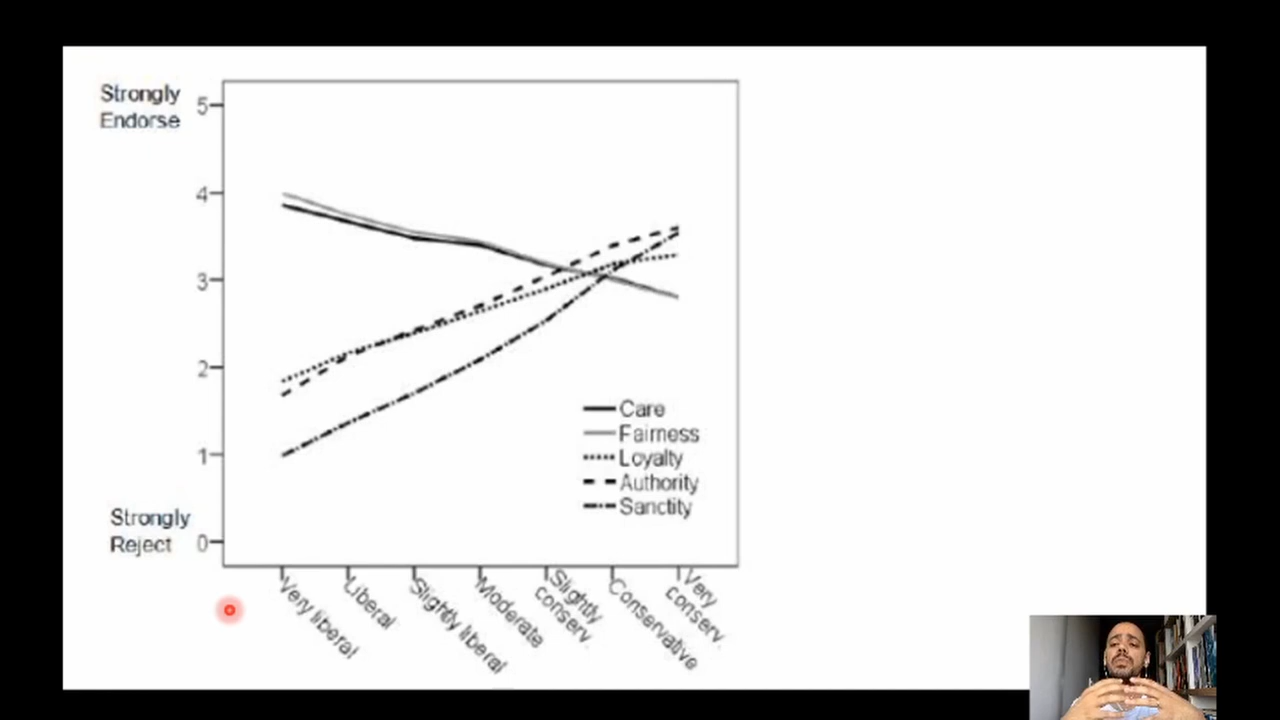 Strongly
Endorse
5
4
3
2
1
0
Strongly
Reject
Care
Fairness
Loyalty
Authority
Sanctity
Very liberal
Liberal
Slightly liberal
Moderate
Slightly
conserv.
Conservative
Very
conserv.